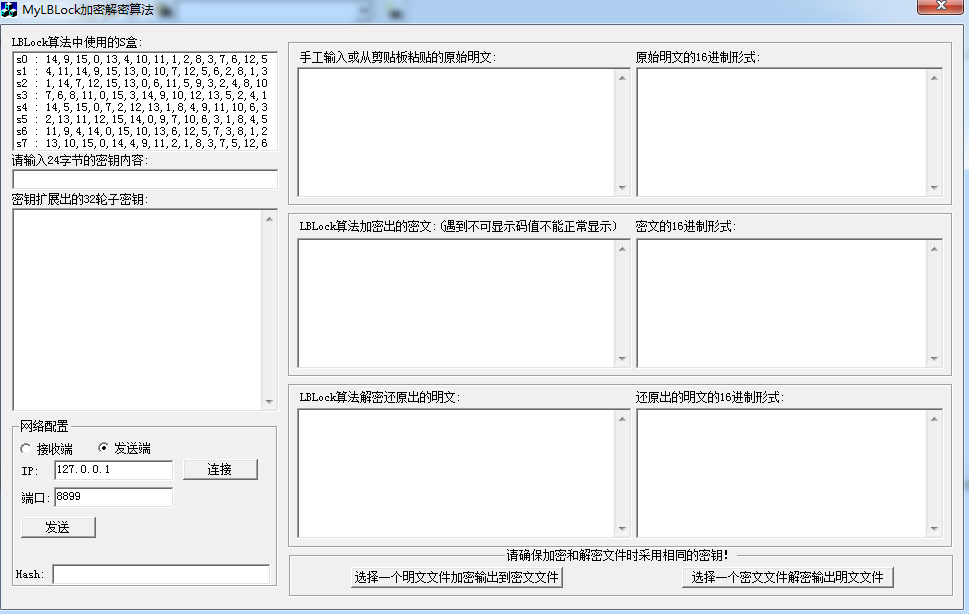 MyLBLock加密解密算法
LBLock算法中使用的S盒:
s0 : 14,9,15,0,13,4,10,11,1,2,8,3,7,6,12,5
s1 : 4,11,14,9,15,13,0,10,7,12,5,6,2,8,1,3
s2 : 1,14,7,12,15,13,0,6,11,5,9,3,2,4,8,10
s3 : 7,6,8,11,0,15,3,14,9,10,12,13,5,2,4,1
s4 : 14,5,15,0,7,2,12,13,1,8,4,9,11,10,6,3
s5 : 2,13,11,12,15,14,0,9,7,10,6,3,1,8,4,5
s6 : 11,9,4,14,0,15,10,13,6,12,5,7,3,8,1,2
s7 : 13,10,15,0,14,4,9,11,2,1,8,3,7,5,12,6
请输入24字节的密钥内容:
密钥扩展出的32轮子密钥:
网络配置
接收端
发送端
IP:
127.0.0.1
连接
端口:
8899
发送
Hash:
手工输入或从剪贴板粘贴的原始明文:
原始明文的16进制形式:
LBLock算法加密出的密文:(遇到不可显示码值不能正常显示)
密文的16进制形式:
LBLock算法解密还原出的明文:
还原出的明文的16进制形式:
请确保加密和解密文件时采用相同的密钥!
选择一个明文文件加密输出到密文文件
选择一个密文文件解密输出明文文件